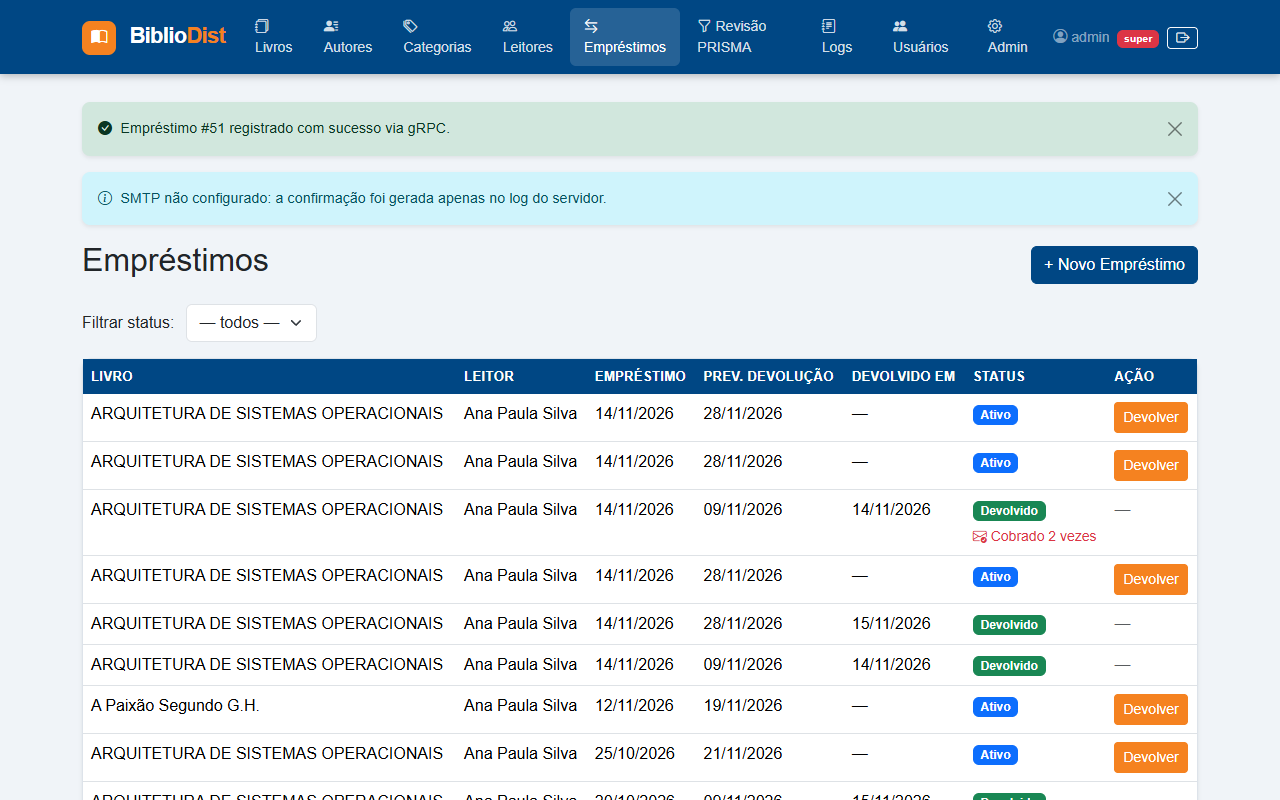 BiblioDist
Livros
Autores
Categorias
Leitores
Empréstimos
Revisão PRISMA
Logs
Usuários
Admin
admin super
Empréstimo #51 registrado com sucesso via gRPC.
SMTP não configurado: a confirmação foi gerada apenas no log do servidor.
Empréstimos
+ Novo Empréstimo
Filtrar status: — todos —
LIVRO LEITOR EMPRÉSTIMO PREV. DEVOLUÇÃO DEVOLVIDO EM STATUS AÇÃO
ARQUITETURA DE SISTEMAS OPERACIONAIS Ana Paula Silva 14/11/2026 28/11/2026 — Ativo Devolver
ARQUITETURA DE SISTEMAS OPERACIONAIS Ana Paula Silva 14/11/2026 28/11/2026 — Ativo Devolver
ARQUITETURA DE SISTEMAS OPERACIONAIS Ana Paula Silva 14/11/2026 09/11/2026 14/11/2026 Devolvido —
Cobrado 2 vezes
ARQUITETURA DE SISTEMAS OPERACIONAIS Ana Paula Silva 14/11/2026 28/11/2026 — Ativo Devolver
ARQUITETURA DE SISTEMAS OPERACIONAIS Ana Paula Silva 14/11/2026 28/11/2026 15/11/2026 Devolvido —
ARQUITETURA DE SISTEMAS OPERACIONAIS Ana Paula Silva 14/11/2026 09/11/2026 14/11/2026 Devolvido —
A Paixão Segundo G.H. Ana Paula Silva 12/11/2026 19/11/2026 — Ativo Devolver
ARQUITETURA DE SISTEMAS OPERACIONAIS Ana Paula Silva 25/10/2026 21/11/2026 — Ativo Devolver
ARQUITETURA DE SISTEMAS OPERACIONAIS Ana Paula Silva